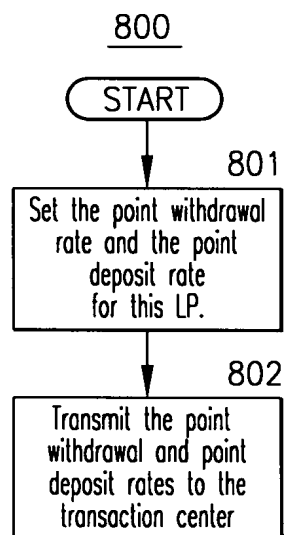 800
START
801
Set the point withdrawal
rate and the point
deposit rate
for this LP.
802
Transmit the point
withdrawal and point
deposit rates to the
transaction center